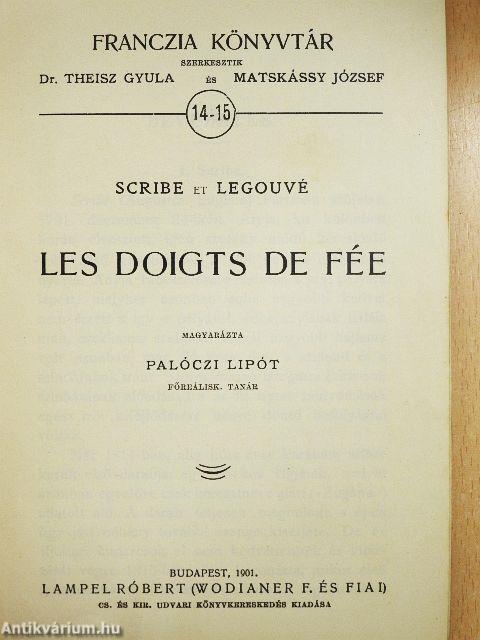 FRANCZIA KÖNYVTÁR
SZERKESZTIK
Dr. THEISZ GYULA ÉS MATSKÁSSY JÓZSEF
14-15
SCRIBE ET LEGOUVÉ
LES DOIGTS DE FÉE
MAGYARÁZTA
PALÓCZI LIPÓT
FŐREÁLISK. TANÁR
BUDAPEST, 1901.
LAMPEL RÓBERT (WODIANER F. ÉS FIAI)
CS. ÉS KIR. UDVARI KÖNYVKERESKEDÉS KIADÁSA
Antikvárium.hu